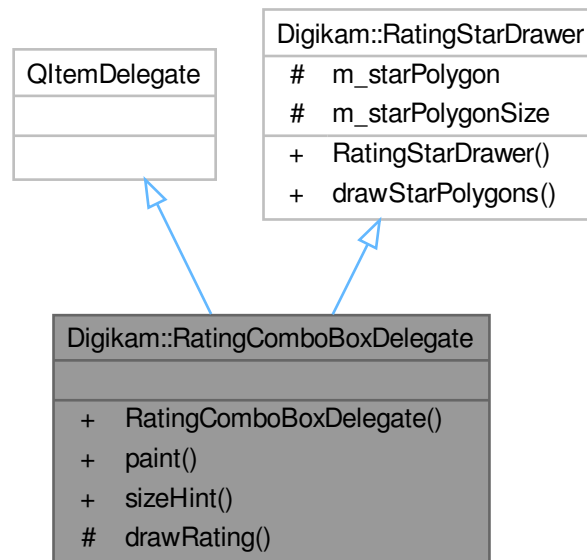 QItemDelegate
Digikam::RatingStarDrawer
# m_starPolygon
# m_starPolygonSize
+ RatingStarDrawer()
+ drawStarPolygons()
Digikam::RatingComboBoxDelegate
+ RatingComboBoxDelegate()
+ paint()
+ sizeHint()
# drawRating()